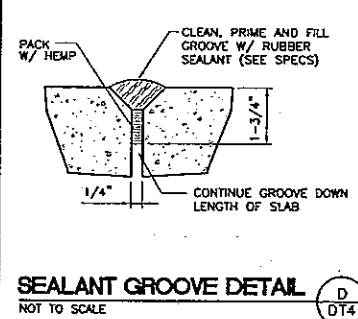 PACK
W/ HEMP
CLEAN, PRIME AND FILL
GROOVE W/ RUBBER
SEALANT (SEE SPECS)
1-3/4"
1/4"
CONTINUE GROOVE DOWN
LENGTH OF SLAB
SEALANT GROOVE DETAIL
NOT TO SCALE
D
DT4